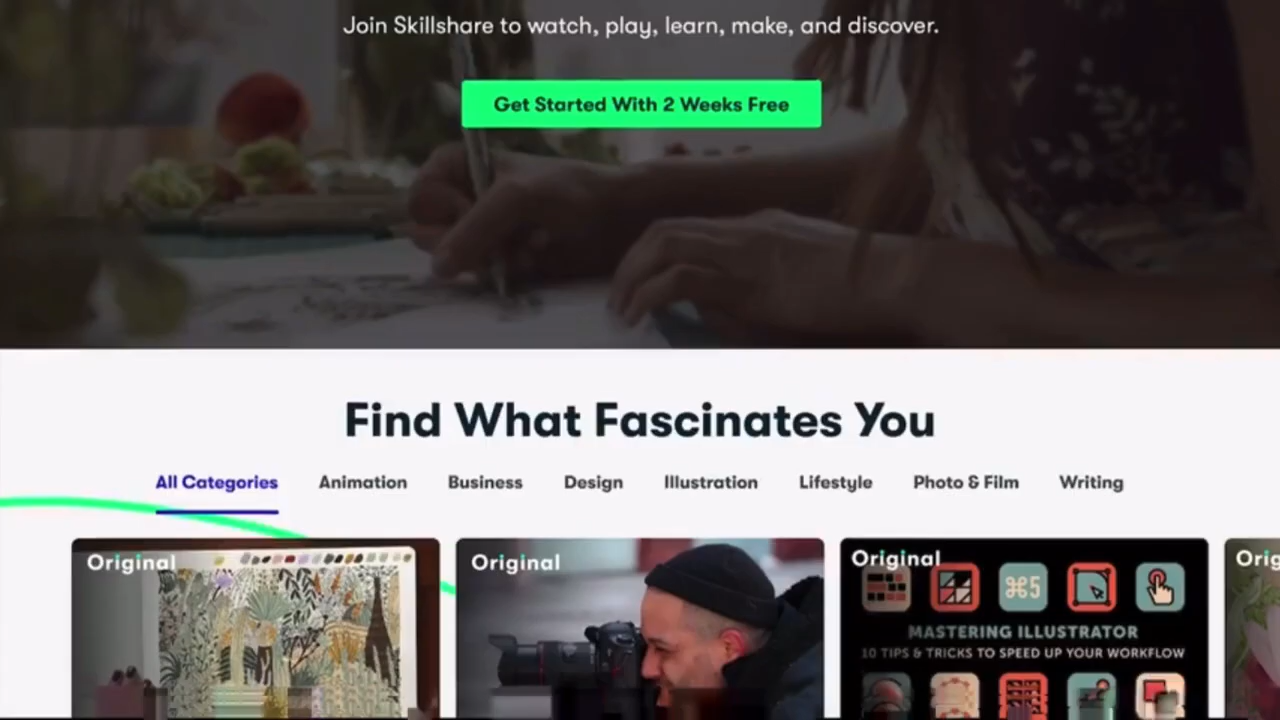 Join Skillshare to watch, play, learn, make, and discover.
Get Started With 2 Weeks Free
Find What Fascinates You
All Categories Animation Business Design Illustration Lifestyle Photo & Film Writing
Original Original Original Orig
⌘5
MASTERING ILLUSTRATOR
10 TIPS & TRICKS TO SPEED UP YOUR WORKFLOW